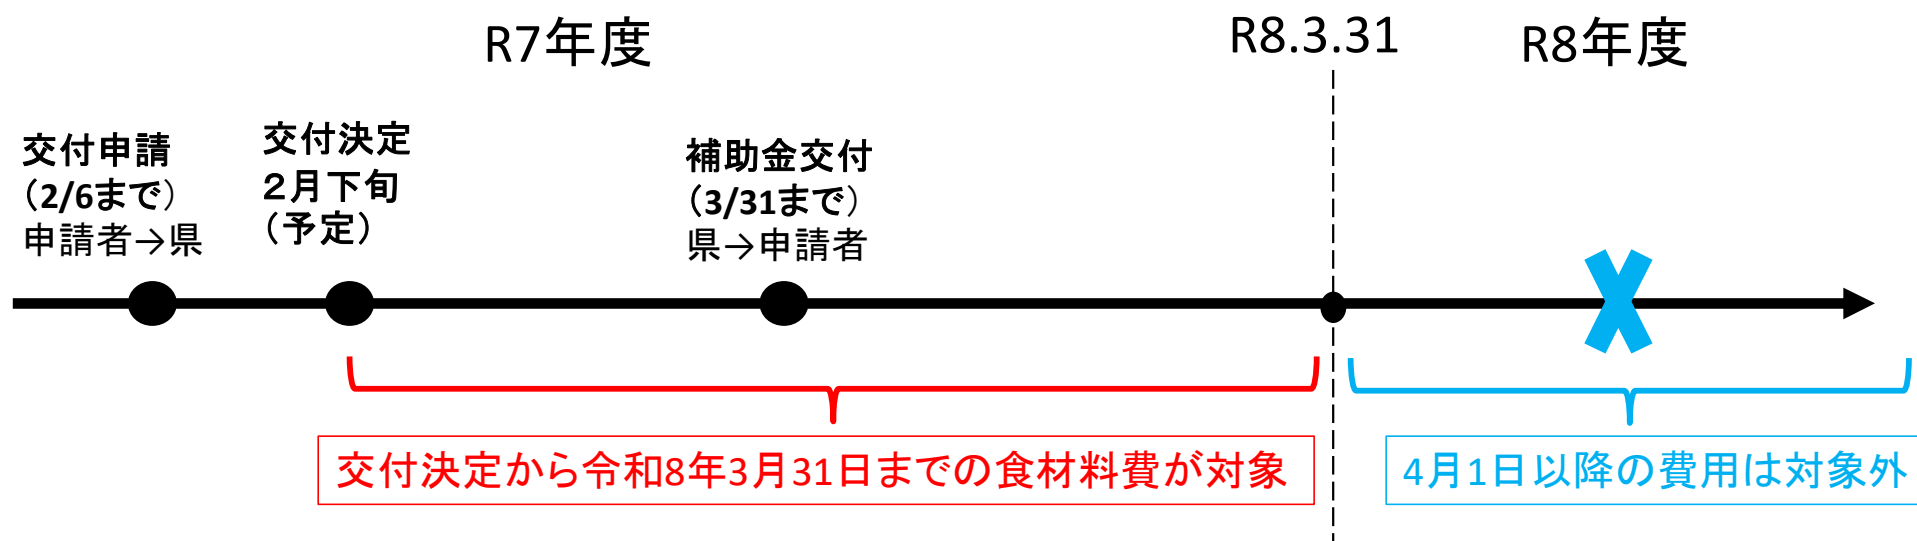 R7年度
R8.3.31
R8年度
交付申請
（2/6まで）
申請者→県
交付決定
２月下旬
（予定）
補助金交付
（3/31まで）
県→申請者
交付決定から令和8年3月31日までの食材料費が対象
4月1日以降の費用は対象外